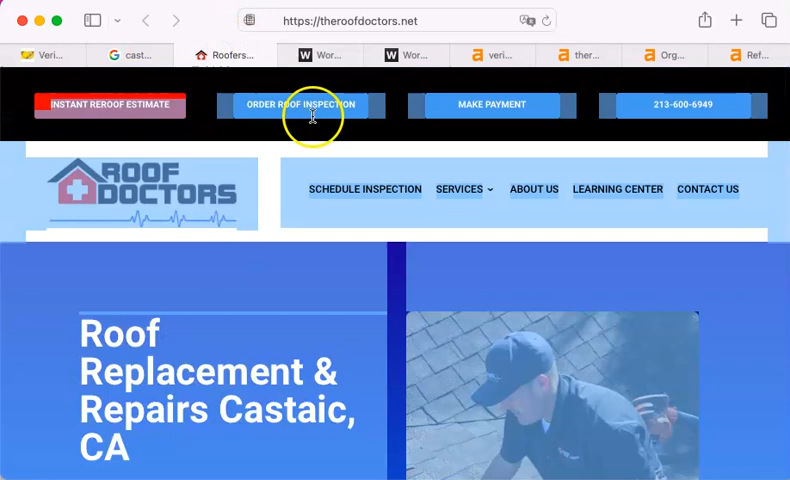 https://theroofdoctors.net
Veri...
cast...
Roofers...
Wor...
Wor...
veri...
ther...
Org...
Ref...
INSTANT REROOF ESTIMATE
ORDER ROOF INSPECTION
MAKE PAYMENT
213-600-6949
ROOF
DOCTORS
SCHEDULE INSPECTION
SERVICES
ABOUT US
LEARNING CENTER
CONTACT US
Roof
Replacement &
Repairs Castaic,
CA